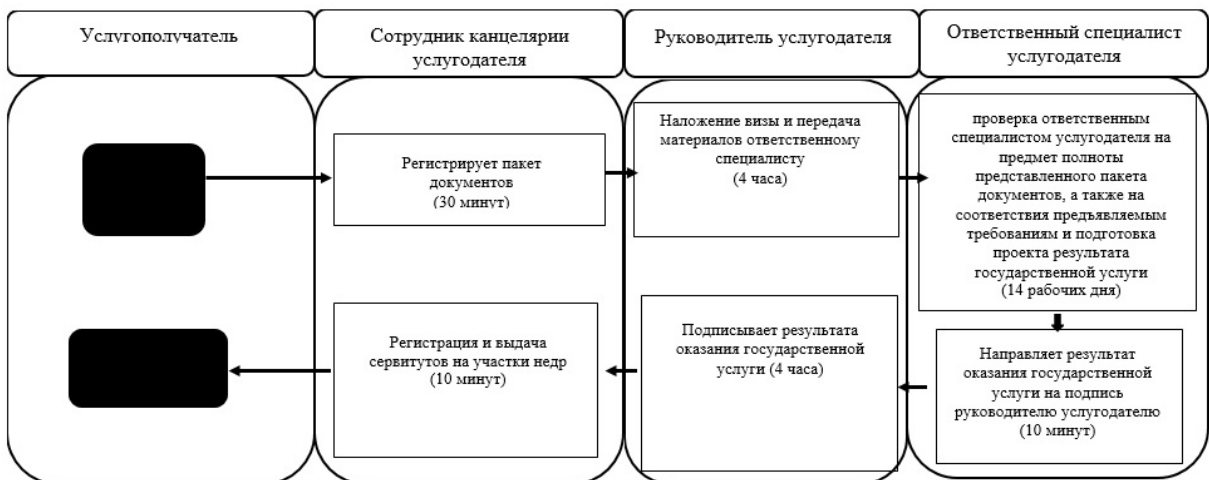 Услугополучатель
Сотрудник канцелярии
услугодателя
Руководитель услугодателя
Ответственный специалист
услугодателя
Регистрирует пакет
документов
(30 минут)
Наложение визы и передача
материалов ответственному
специалисту
(4 часа)
проверка ответственным
специалистом услугодателя на
предмет полноты
представленного пакета
документов, а также на
соответствия предъявляемым
требованиям и подготовка
проекта результата
государственной услуги
(14 рабочих дня)
Регистрация и выдача
сервитутов на участки недр
(10 минут)
Подписывает результата
оказания государственной
услуги (4 часа)
Направляет результат
оказания государственной
услуги на подпись
руководителю услугодателю
(10 минут)